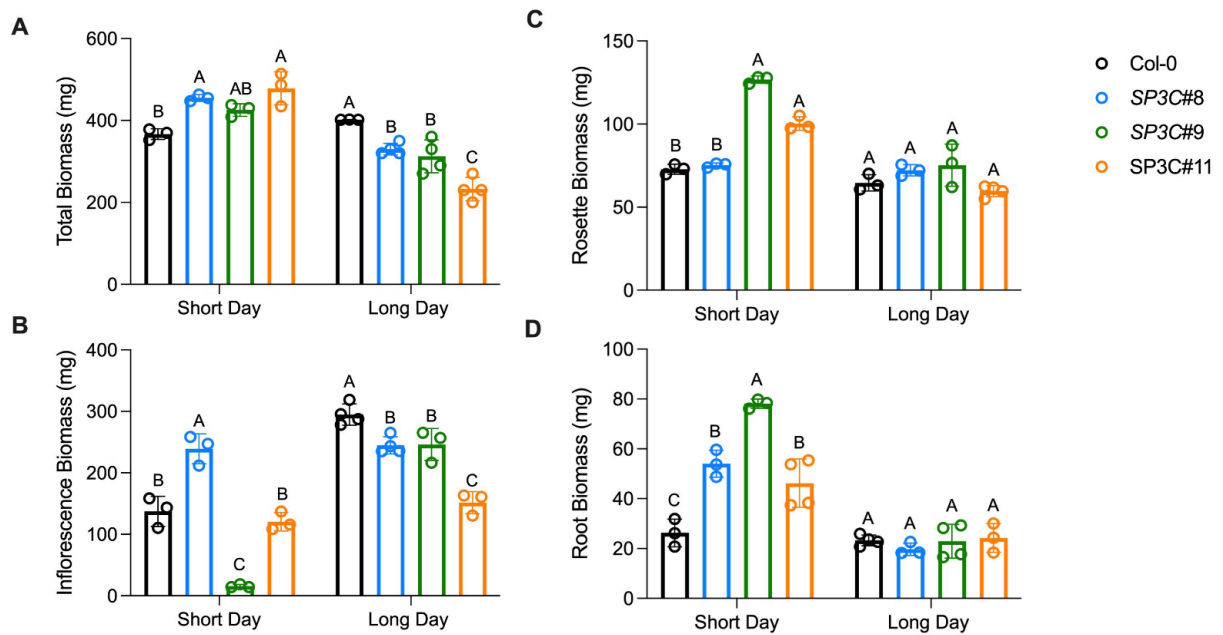 A
Total Biomass (mg)
600
400
200
0
B
A
AB
A
A
B
B
C
Short Day
Long Day
B
Inflorescence Biomass (mg)
400
300
200
100
0
B
A
C
B
A
B
B
C
Short Day
Long Day
C
Rosette Biomass (mg)
150
100
50
0
B
B
A
A
A
A
A
A
Short Day
Long Day
D
Root Biomass (mg)
100
80
60
40
20
0
C
B
A
B
A
A
A
A
Short Day
Long Day
Col-0
SP3C#8
SP3C#9
SP3C#11